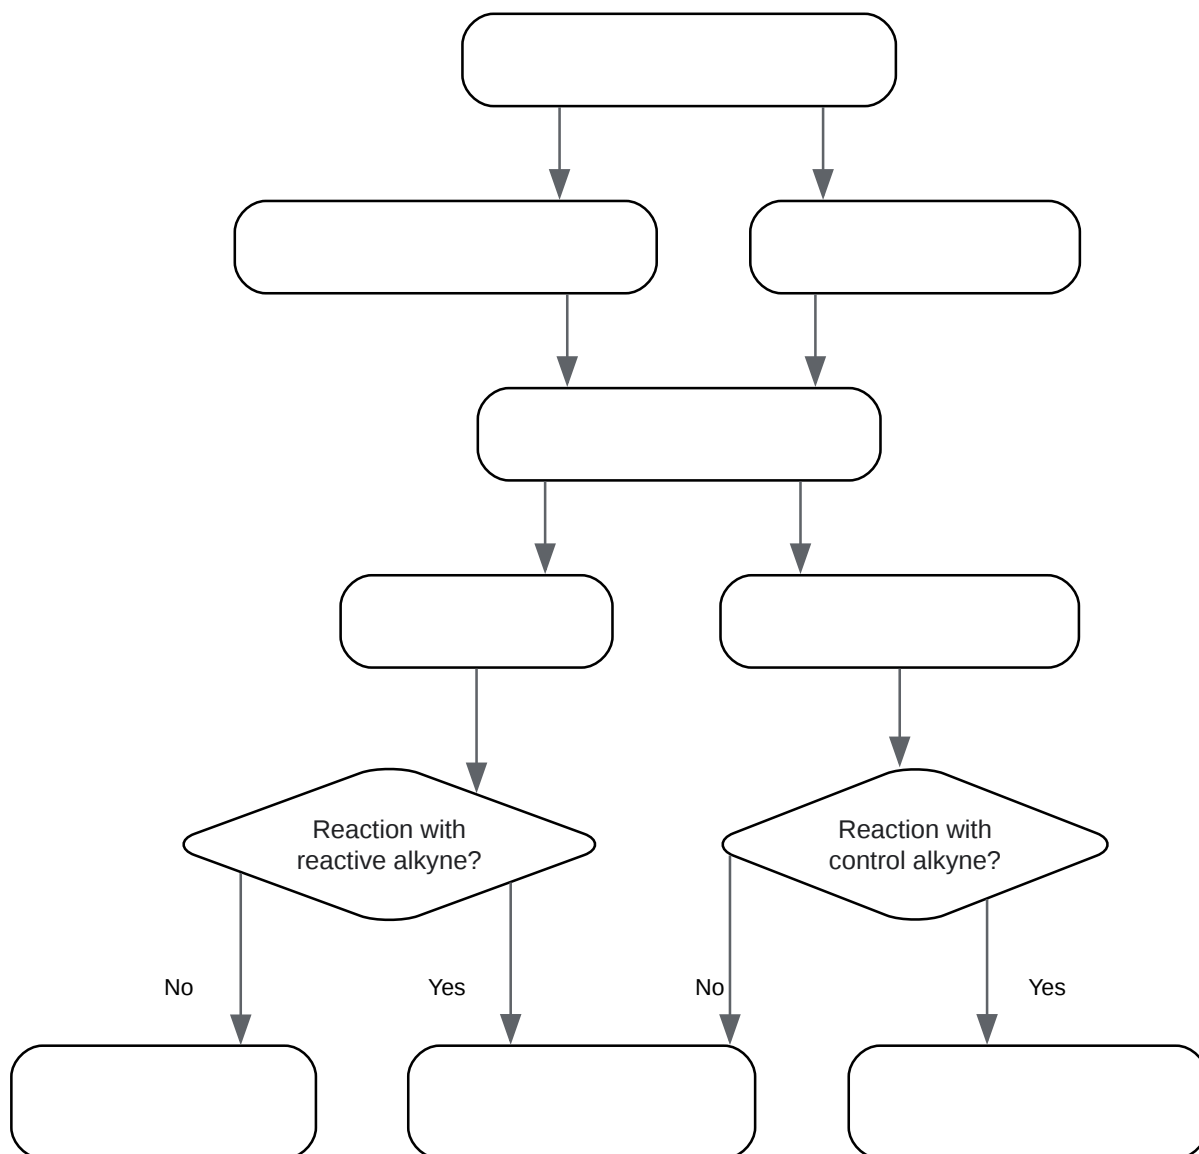 Reaction with
reactive alkyne?
Reaction with
control alkyne?
No
Yes
No
Yes